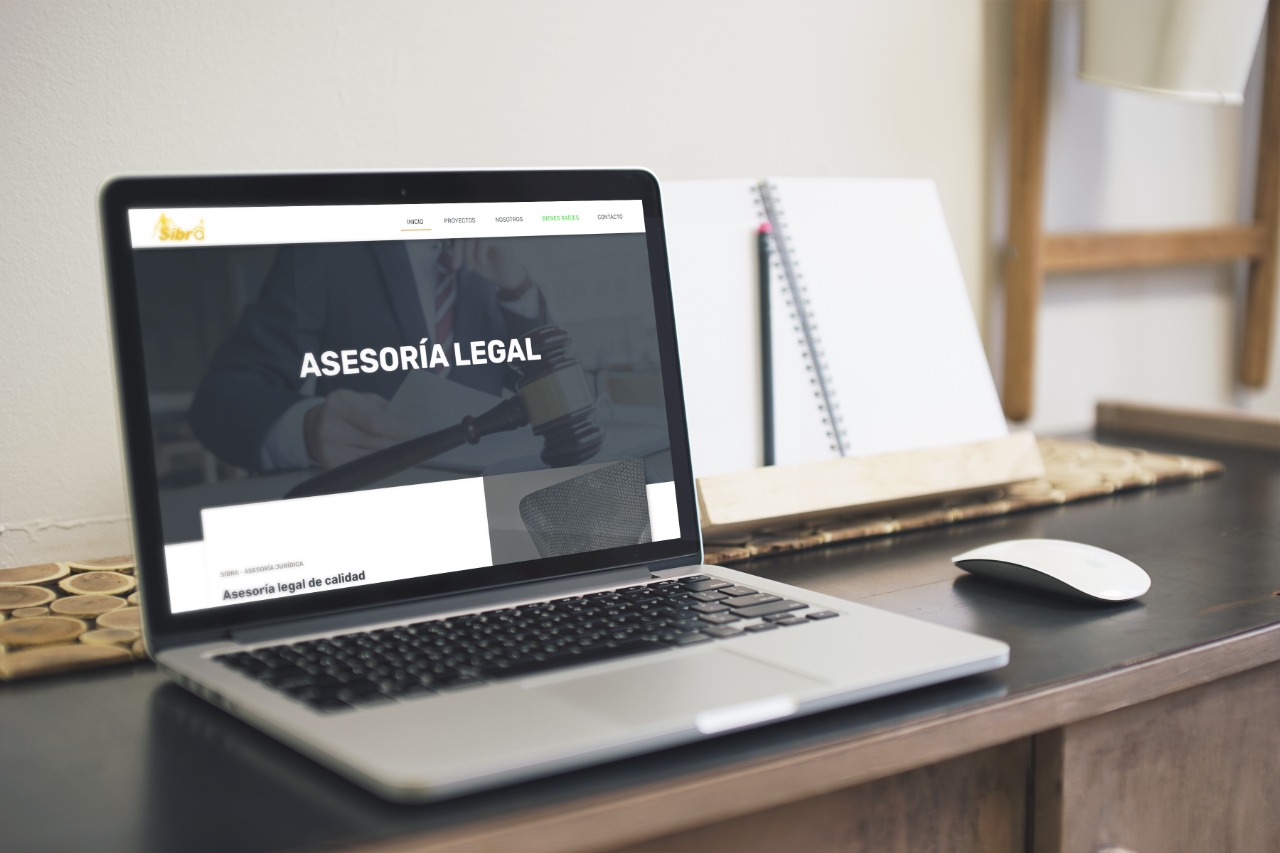 Sibra
INICIO
PROYECTOS
NOSOTROS
BIENES RAÍCES
CONTACTO
ASESORÍA LEGAL
SIBRA - ASESORÍA JURÍDICA
Asesoría legal de calidad